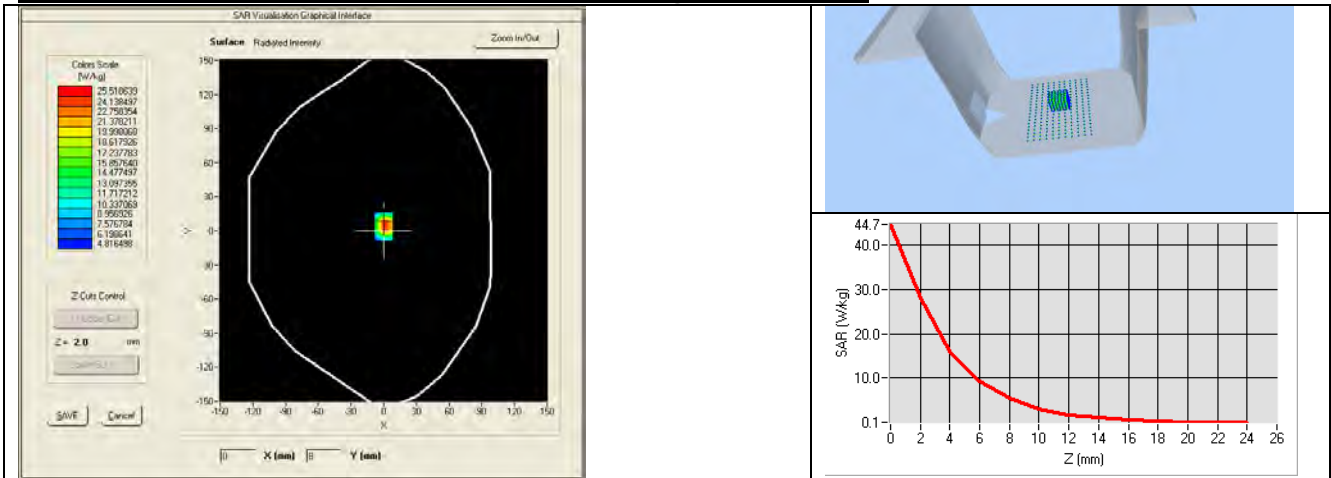 SAR Visualisation Graphical Interface
Surface Radiated Intensity
Zoom In/Out
Colors Scale
(W/kg)
25.510639
24.138497
22.758354
21.378211
19.998068
18.617926
17.237783
15.857640
14.477497
13.097355
11.717212
10.337069
8.956926
7.576784
6.196641
4.816498
150
120
90
60
30
0
-30
-60
-90
-120
-150
Y
-150 -120 -90 -60 -30 0 30 60 90 120 150
X
Z Cuts Control
Z = 2.0 mm
SAVE Cancel
0 X (mm) 8 Y (mm)
44.7
40.0
30.0
20.0
10.0
0.1
SAR (W/kg)
0 2 4 6 8 10 12 14 16 18 20 22 24 26
Z (mm)